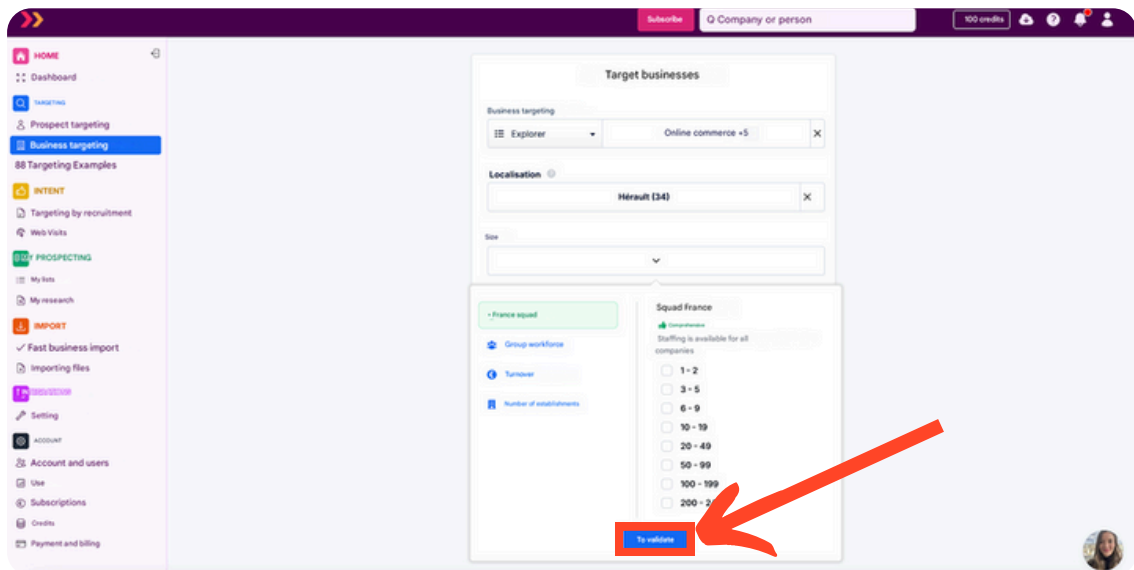 Subscribe
Q Company or person
100 credits
HOME
Dashboard
TARGETING
Prospect targeting
Business targeting
88 Targeting Examples
INTENT
Targeting by recruitment
Web Visits
Y PROSPECTING
My lists
My research
IMPORT
Fast business import
Importing files
Setting
ACCOUNT
Account and users
Use
Subscriptions
Credits
Payment and billing
Target businesses
Business targeting
Explorer
Online commerce +5
Localisation
Hérault (34)
Size
France squad
Group workforce
Turnover
Number of establishments
Squad France
Comprehensive
Staffing is available for all
companies
1 - 2
3 - 5
6 - 9
10 - 19
20 - 49
50 - 99
100 - 199
200 - 2
To validate